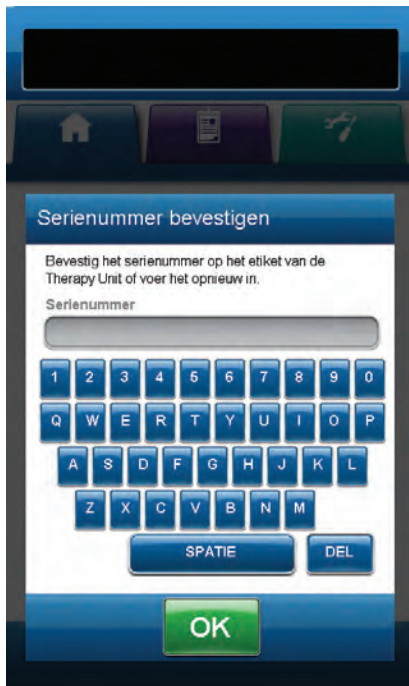 Serienummer bevestigen
Bevestig het serienummer op het etiket van de
Therapy Unit of voer het opnieuw in.
Serienummer
1 2 3 4 5 6 7 8 9 0
Q W E R T Y U I O P
A S D F G H J K L
Z X C V B N M
SPATIE DEL
OK